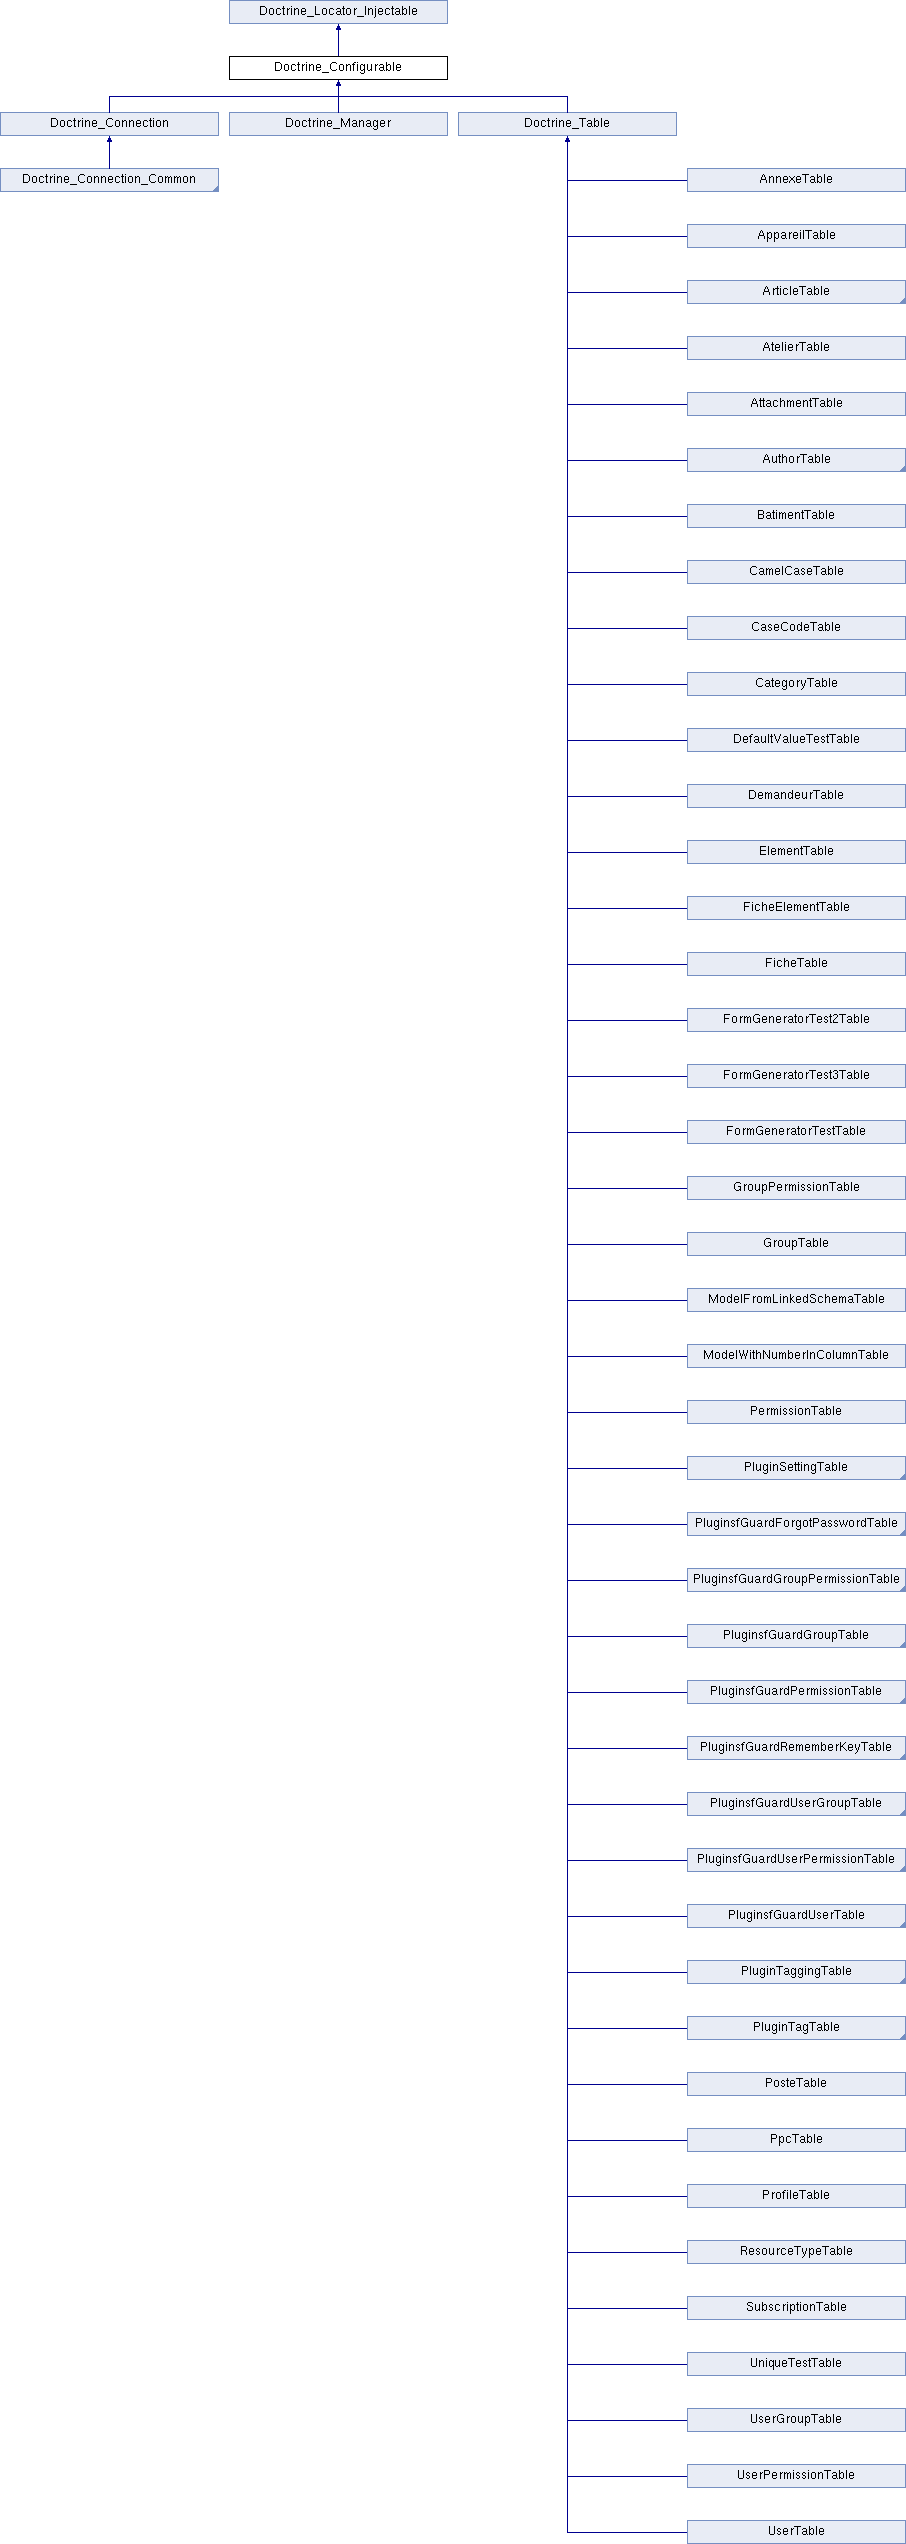 Doctrine_Locator_Injectable
Doctrine_Configurable
Doctrine_Connection
Doctrine_Manager
Doctrine_Table
Doctrine_Connection_Common
AnnexeTable
AppareilTable
ArticleTable
AtelierTable
AttachmentTable
AuthorTable
BatimentTable
CamelCaseTable
CaseCodeTable
CategoryTable
DefaultValueTestTable
DemandeurTable
ElementTable
FicheElementTable
FicheTable
FormGeneratorTest2Table
FormGeneratorTest3Table
FormGeneratorTestTable
GroupPermissionTable
GroupTable
ModelFromLinkedSchemaTable
ModelWithNumberInColumnTable
PermissionTable
PluginSettingTable
PluginsfGuardForgotPasswordTable
PluginsfGuardGroupPermissionTable
PluginsfGuardGroupTable
PluginsfGuardPermissionTable
PluginsfGuardRememberKeyTable
PluginsfGuardUserGroupTable
PluginsfGuardUserPermissionTable
PluginsfGuardUserTable
PluginTaggingTable
PluginTagTable
PosteTable
PpcTable
ProfileTable
ResourceTypeTable
SubscriptionTable
UniqueTestTable
UserGroupTable
UserPermissionTable
UserTable